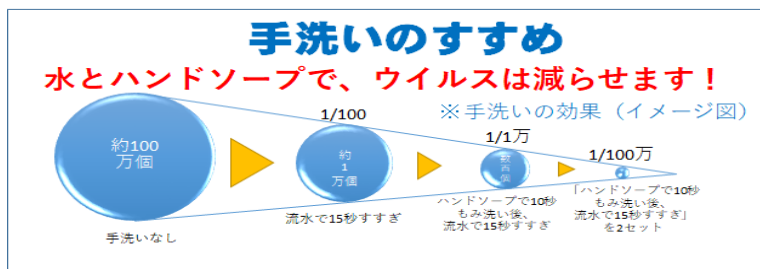 手洗いのすすめ
水とハンドソープで、ウイルスは減らせます！
※手洗いの効果（イメージ図）
約100
万個
手洗いなし
1/100
約
1
万個
流水で15秒すすぎ
1/1万
数百個
ハンドソープで10秒
もみ洗い後、
流水で15秒すすぎ
1/100万
「ハンドソープで10秒
もみ洗い後、
流水で15秒すすぎ」
を2セット